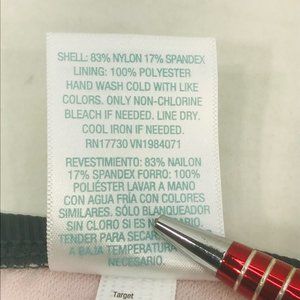 SHELL: 83% NYLON 17% SPANDEX
LINING: 100% POLYESTER
HAND WASH COLD WITH LIKE
COLORS. ONLY NON-CHLORINE
BLEACH IF NEEDED. LINE DRY.
COOL IRON IF NEEDED.
RN17730 VN1984071
REVESTIMIENTO: 83% NAILON
17% SPANDEX FORRO: 100%
POLIÉSTER LAVAR A MANO
CON AGUA FRÍA CON COLORES
SIMILARES. SÓLO BLANQUEADOR
SIN CLORO SI ES
TENDER PARA
A BAJA TEMPERATURA
NECESARIO.
Target